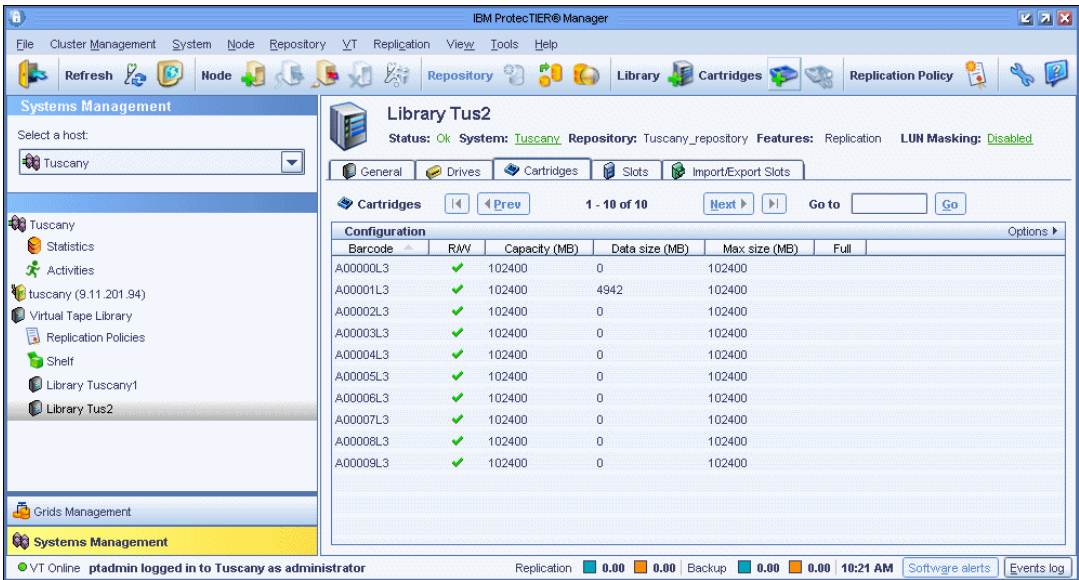 IBM ProtecTIER® Manager
File Cluster Management System Node Repository VT Replication View Tools Help
Refresh Node Repository Library Cartridges Replication Policy
Systems Management
Select a host:
Tuscany
Tuscany
Statistics
Activities
tuscany (9.11.201.94)
Virtual Tape Library
Replication Policies
Shelf
Library Tuscany1
Library Tus2
Grids Management
Systems Management
Library Tus2
Status: Ok System: Tuscany Repository: Tuscany_repository Features: Replication LUN Masking: Disabled
General Drives Cartridges Slots Import/Export Slots
Cartridges Prev 1 - 10 of 10 Next Go to Go
Configuration Options
Barcode R/W Capacity (MB) Data size (MB) Max size (MB) Full
A00000L3 102400 0 102400
A00001L3 102400 4942 102400
A00002L3 102400 0 102400
A00003L3 102400 0 102400
A00004L3 102400 0 102400
A00005L3 102400 0 102400
A00006L3 102400 0 102400
A00007L3 102400 0 102400
A00008L3 102400 0 102400
A00009L3 102400 0 102400
VT Online ptadmin logged in to Tuscany as administrator Replication 0.00 0.00 Backup 0.00 0.00 10:21 AM Software alerts Events log